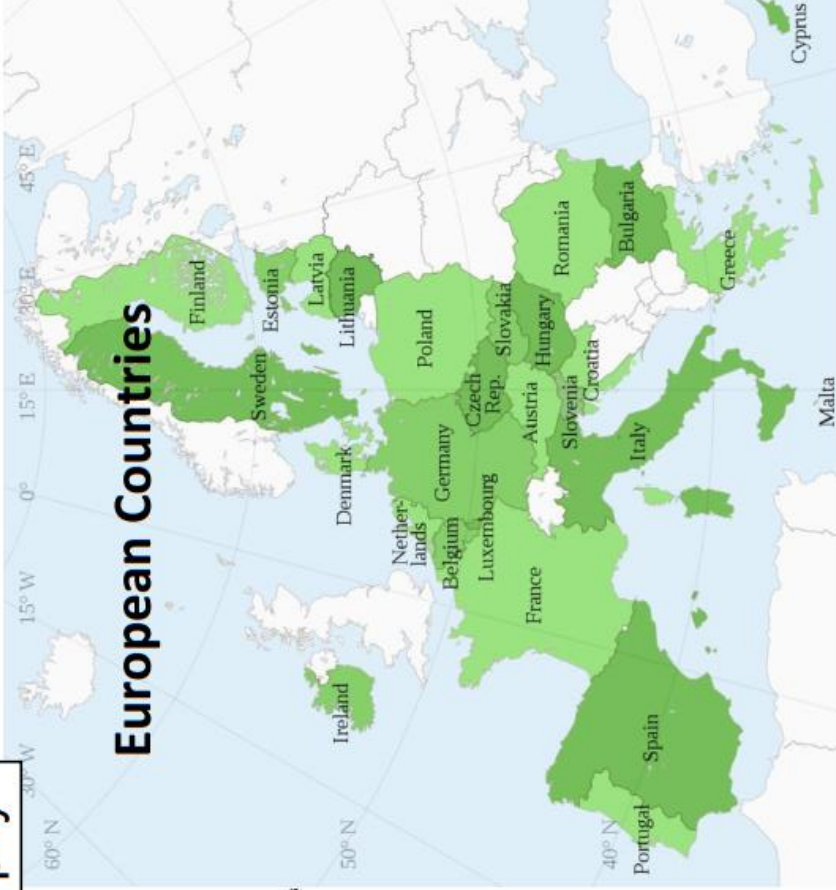 European Countries
30° W
15° W
0°
15° E
30° E
45° E
60° N
50° N
40° N
Finland
Sweden
Estonia
Latvia
Lithuania
Denmark
Ireland
Nether-
lands
Belgium
Luxembourg
Germany
Poland
Czech
Rep.
Slovakia
Austria
Hungary
Slovenia
Croatia
Romania
Bulgaria
France
Italy
Spain
Portugal
Greece
Malta
Cyprus